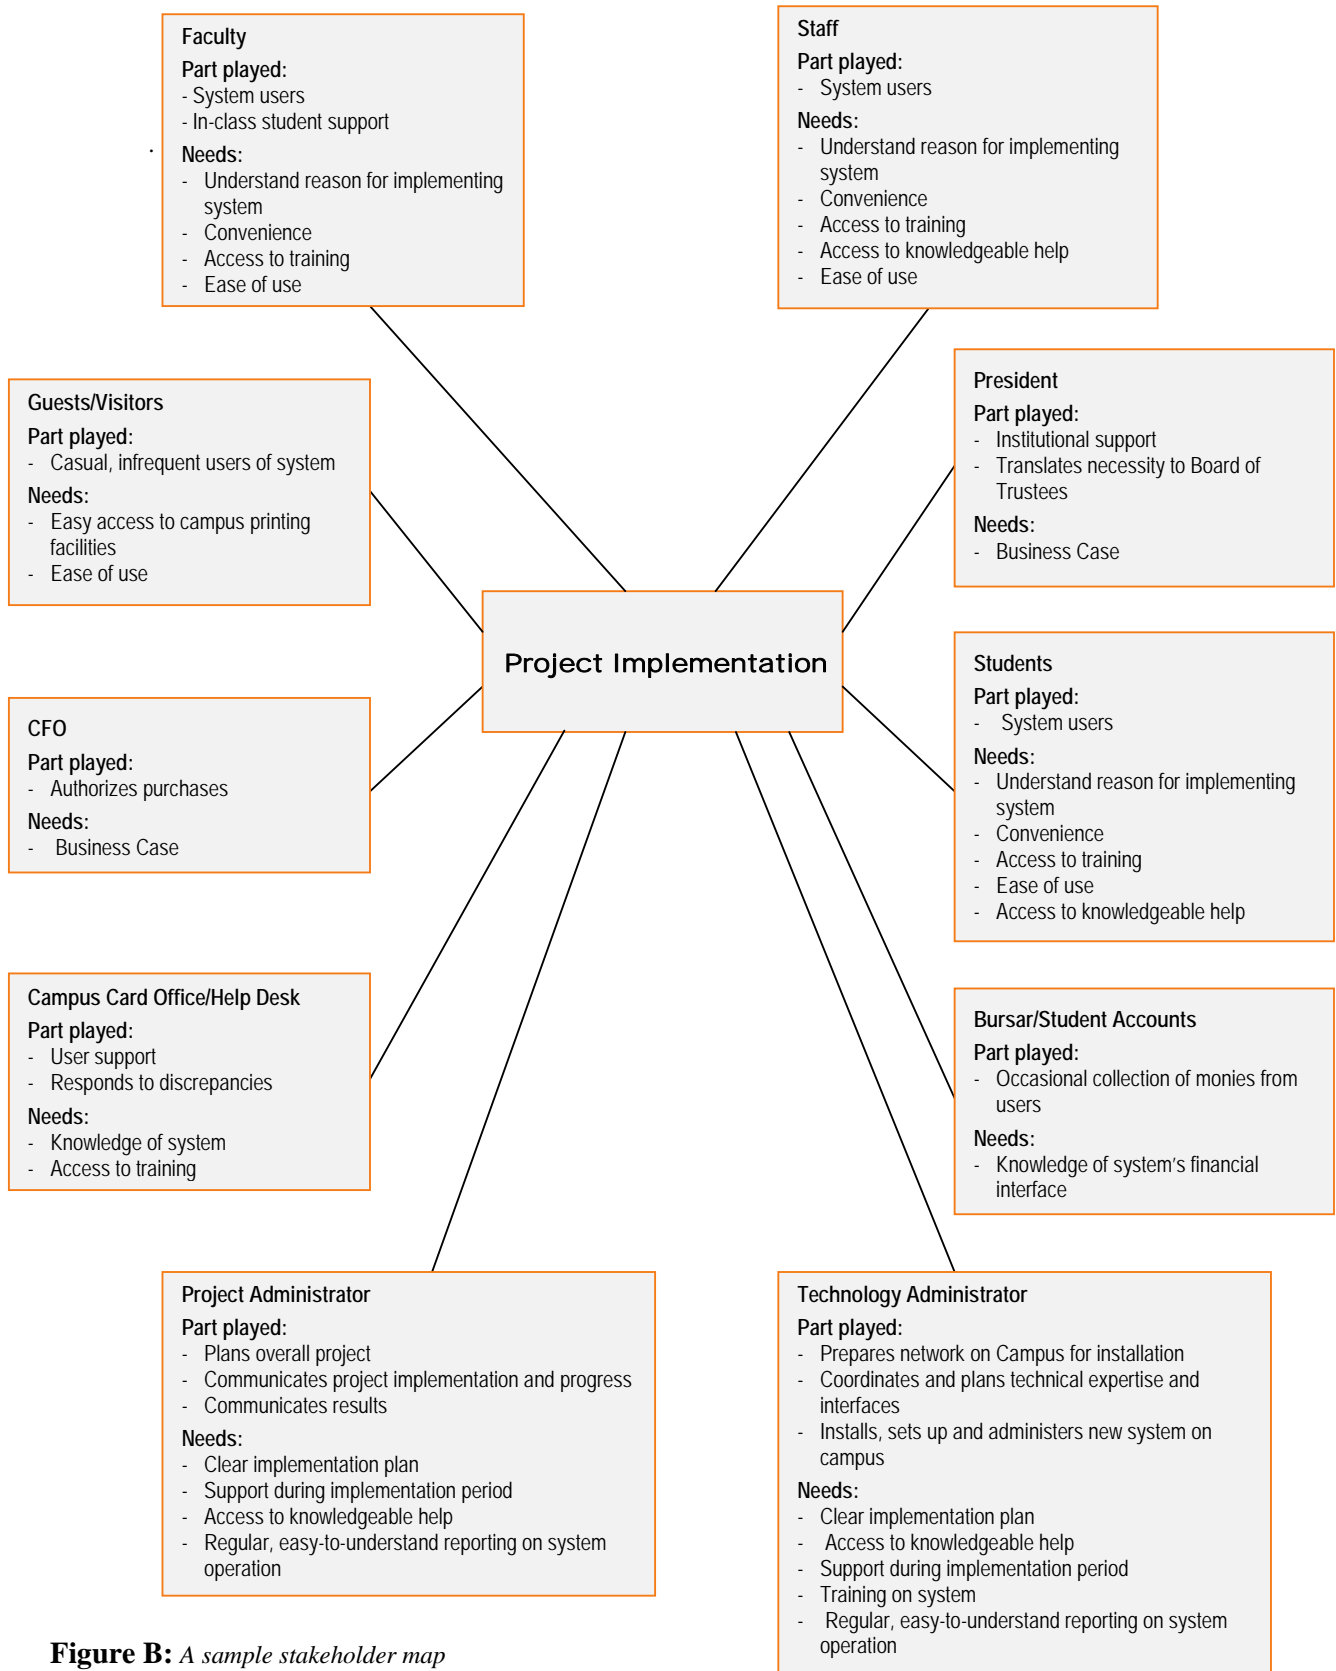 Faculty
Part played:
- System users
- In-class student support
.
Needs:
- Understand reason for implementing
system
- Convenience
- Access to training
- Ease of use
Staff
Part played:
- System users
Needs:
- Understand reason for implementing
system
- Convenience
- Access to training
- Access to knowledgeable help
- Ease of use
Guests/Visitors
Part played:
- Casual, infrequent users of system
Needs:
- Easy access to campus printing
facilities
- Ease of use
President
Part played:
- Institutional support
- Translates necessity to Board of
Trustees
Needs:
- Business Case
Project Implementation
CFO
Part played:
- Authorizes purchases
Needs:
- Business Case
Students
Part played:
- System users
Needs:
- Understand reason for implementing
system
- Convenience
- Access to training
- Ease of use
- Access to knowledgeable help
Campus Card Office/Help Desk
Part played:
- User support
- Responds to discrepancies
Needs:
- Knowledge of system
- Access to training
Bursar/Student Accounts
Part played:
- Occasional collection of monies from
users
Needs:
- Knowledge of system's financial
interface
Project Administrator
Part played:
- Plans overall project
- Communicates project implementation and progress
- Communicates results
Needs:
- Clear implementation plan
- Support during implementation period
- Access to knowledgeable help
- Regular, easy-to-understand reporting on system
operation
Technology Administrator
Part played:
- Prepares network on Campus for installation
- Coordinates and plans technical expertise and
interfaces
- Installs, sets up and administers new system on
campus
Needs:
- Clear implementation plan
- Access to knowledgeable help
- Support during implementation period
- Training on system
- Regular, easy-to-understand reporting on system
operation
Figure B: A sample stakeholder map